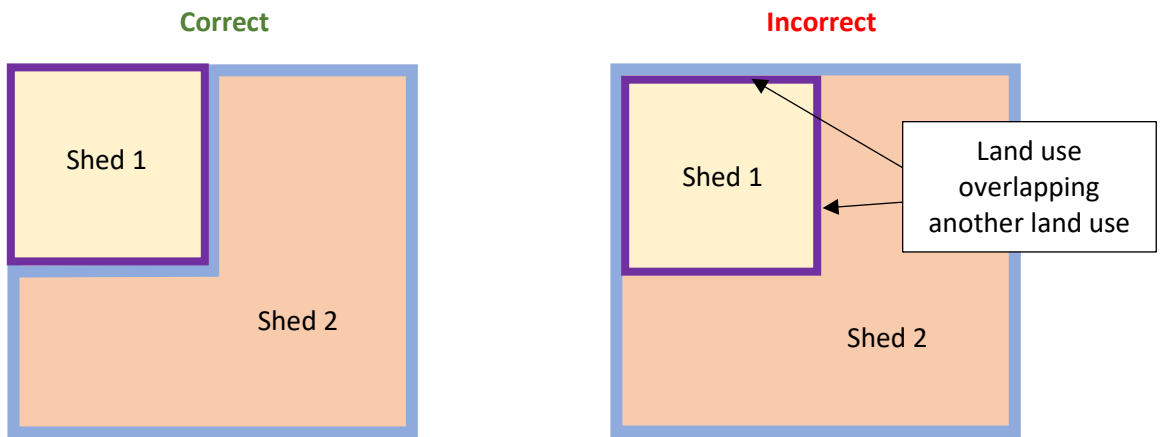 Correct
Incorrect
Shed 1
Shed 2
Shed 1
Shed 2
Land use
overlapping
another land use